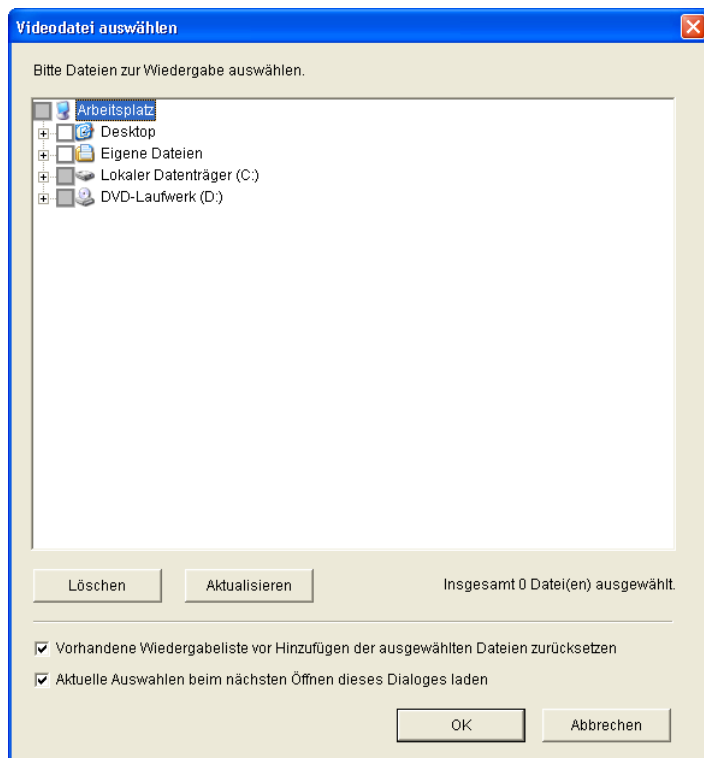 Videodatei auswählen
Bitte Dateien zur Wiedergabe auswählen.
Arbeitsplatz
Desktop
Eigene Dateien
Lokaler Datenträger (C:)
DVD-Laufwerk (D:)
Löschen Aktualisieren Insgesamt 0 Datei(en) ausgewählt.
Vorhandene Wiedergabeliste vor Hinzufügen der ausgewählten Dateien zurücksetzen
Aktuelle Auswahlen beim nächsten Öffnen dieses Dialoges laden
OK Abbrechen